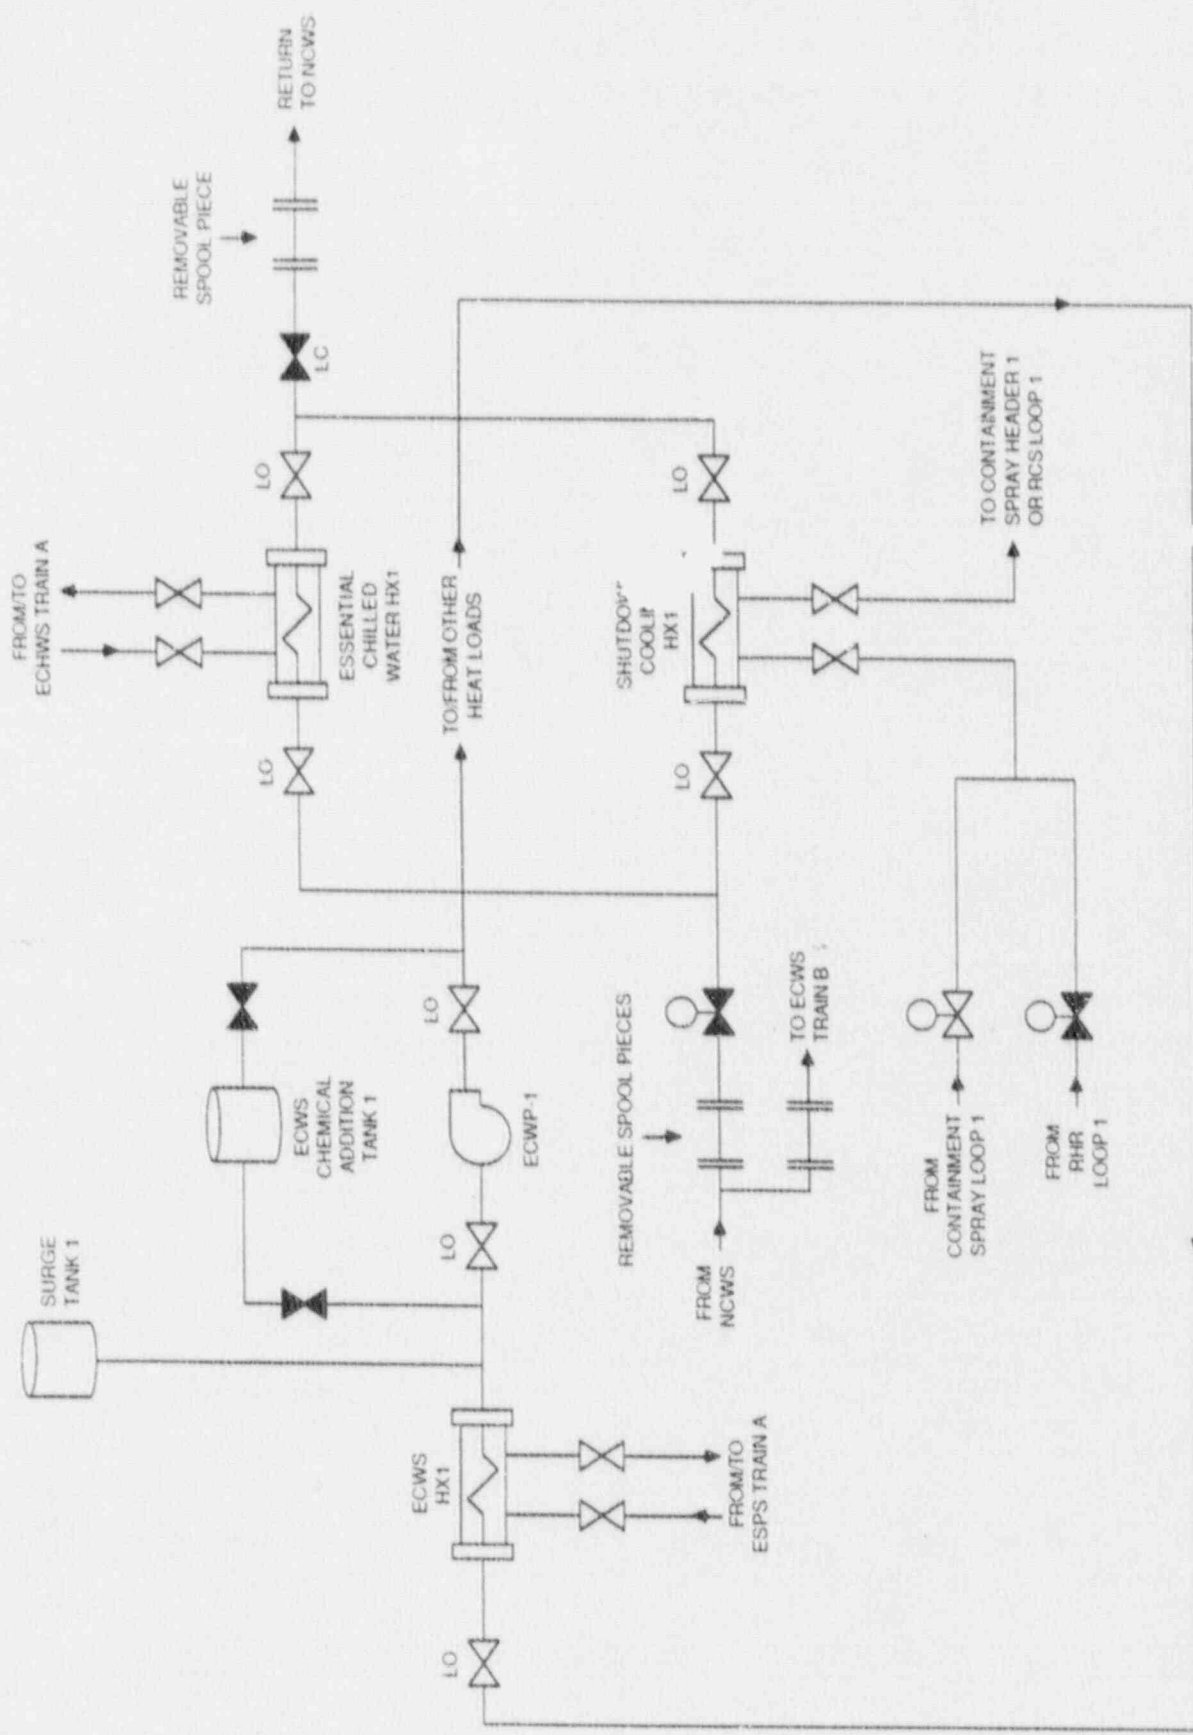 SURGE
TANK 1
ECWS
CHEMICAL
ADDITION
TANK 1
FROM/TO
ECHWS TRAIN A
REMOVABLE
SPOOL PIECE
RETURN
TO NCWS
LO
LO
ECWS
HX1
LO
ECWP-1
LO
LG
ESSENTIAL
CHILLED
WATER HX1
LO
LC
TO/FROM OTHER
HEAT LOADS
FROM/TO
ESPS TRAIN A
REMOVABLE SPOOL PIECES
FROM
NCWS
TO ECWS
TRAIN B
LO
HX1
LO
FROM
CONTAINMENT
SPRAY LOOP 1
FROM
RHR
LOOP 1
TO CONTAINMENT
SPRAY HEADER 1
OR RCS LOOP 1